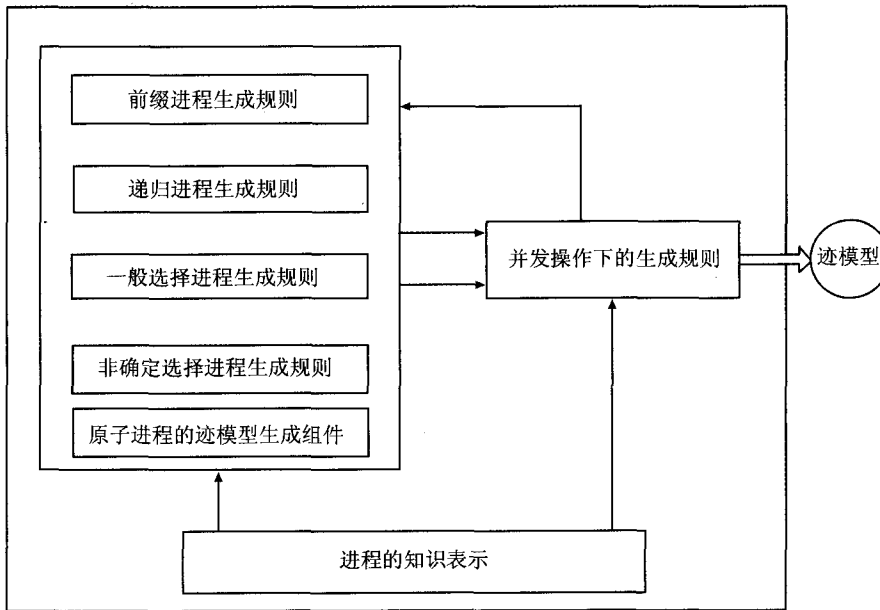 前缀进程生成规则
递归进程生成规则
一般选择进程生成规则
非确定选择进程生成规则
原子进程的迹模型生成组件
并发操作下的生成规则
迹模型
进程的知识表示